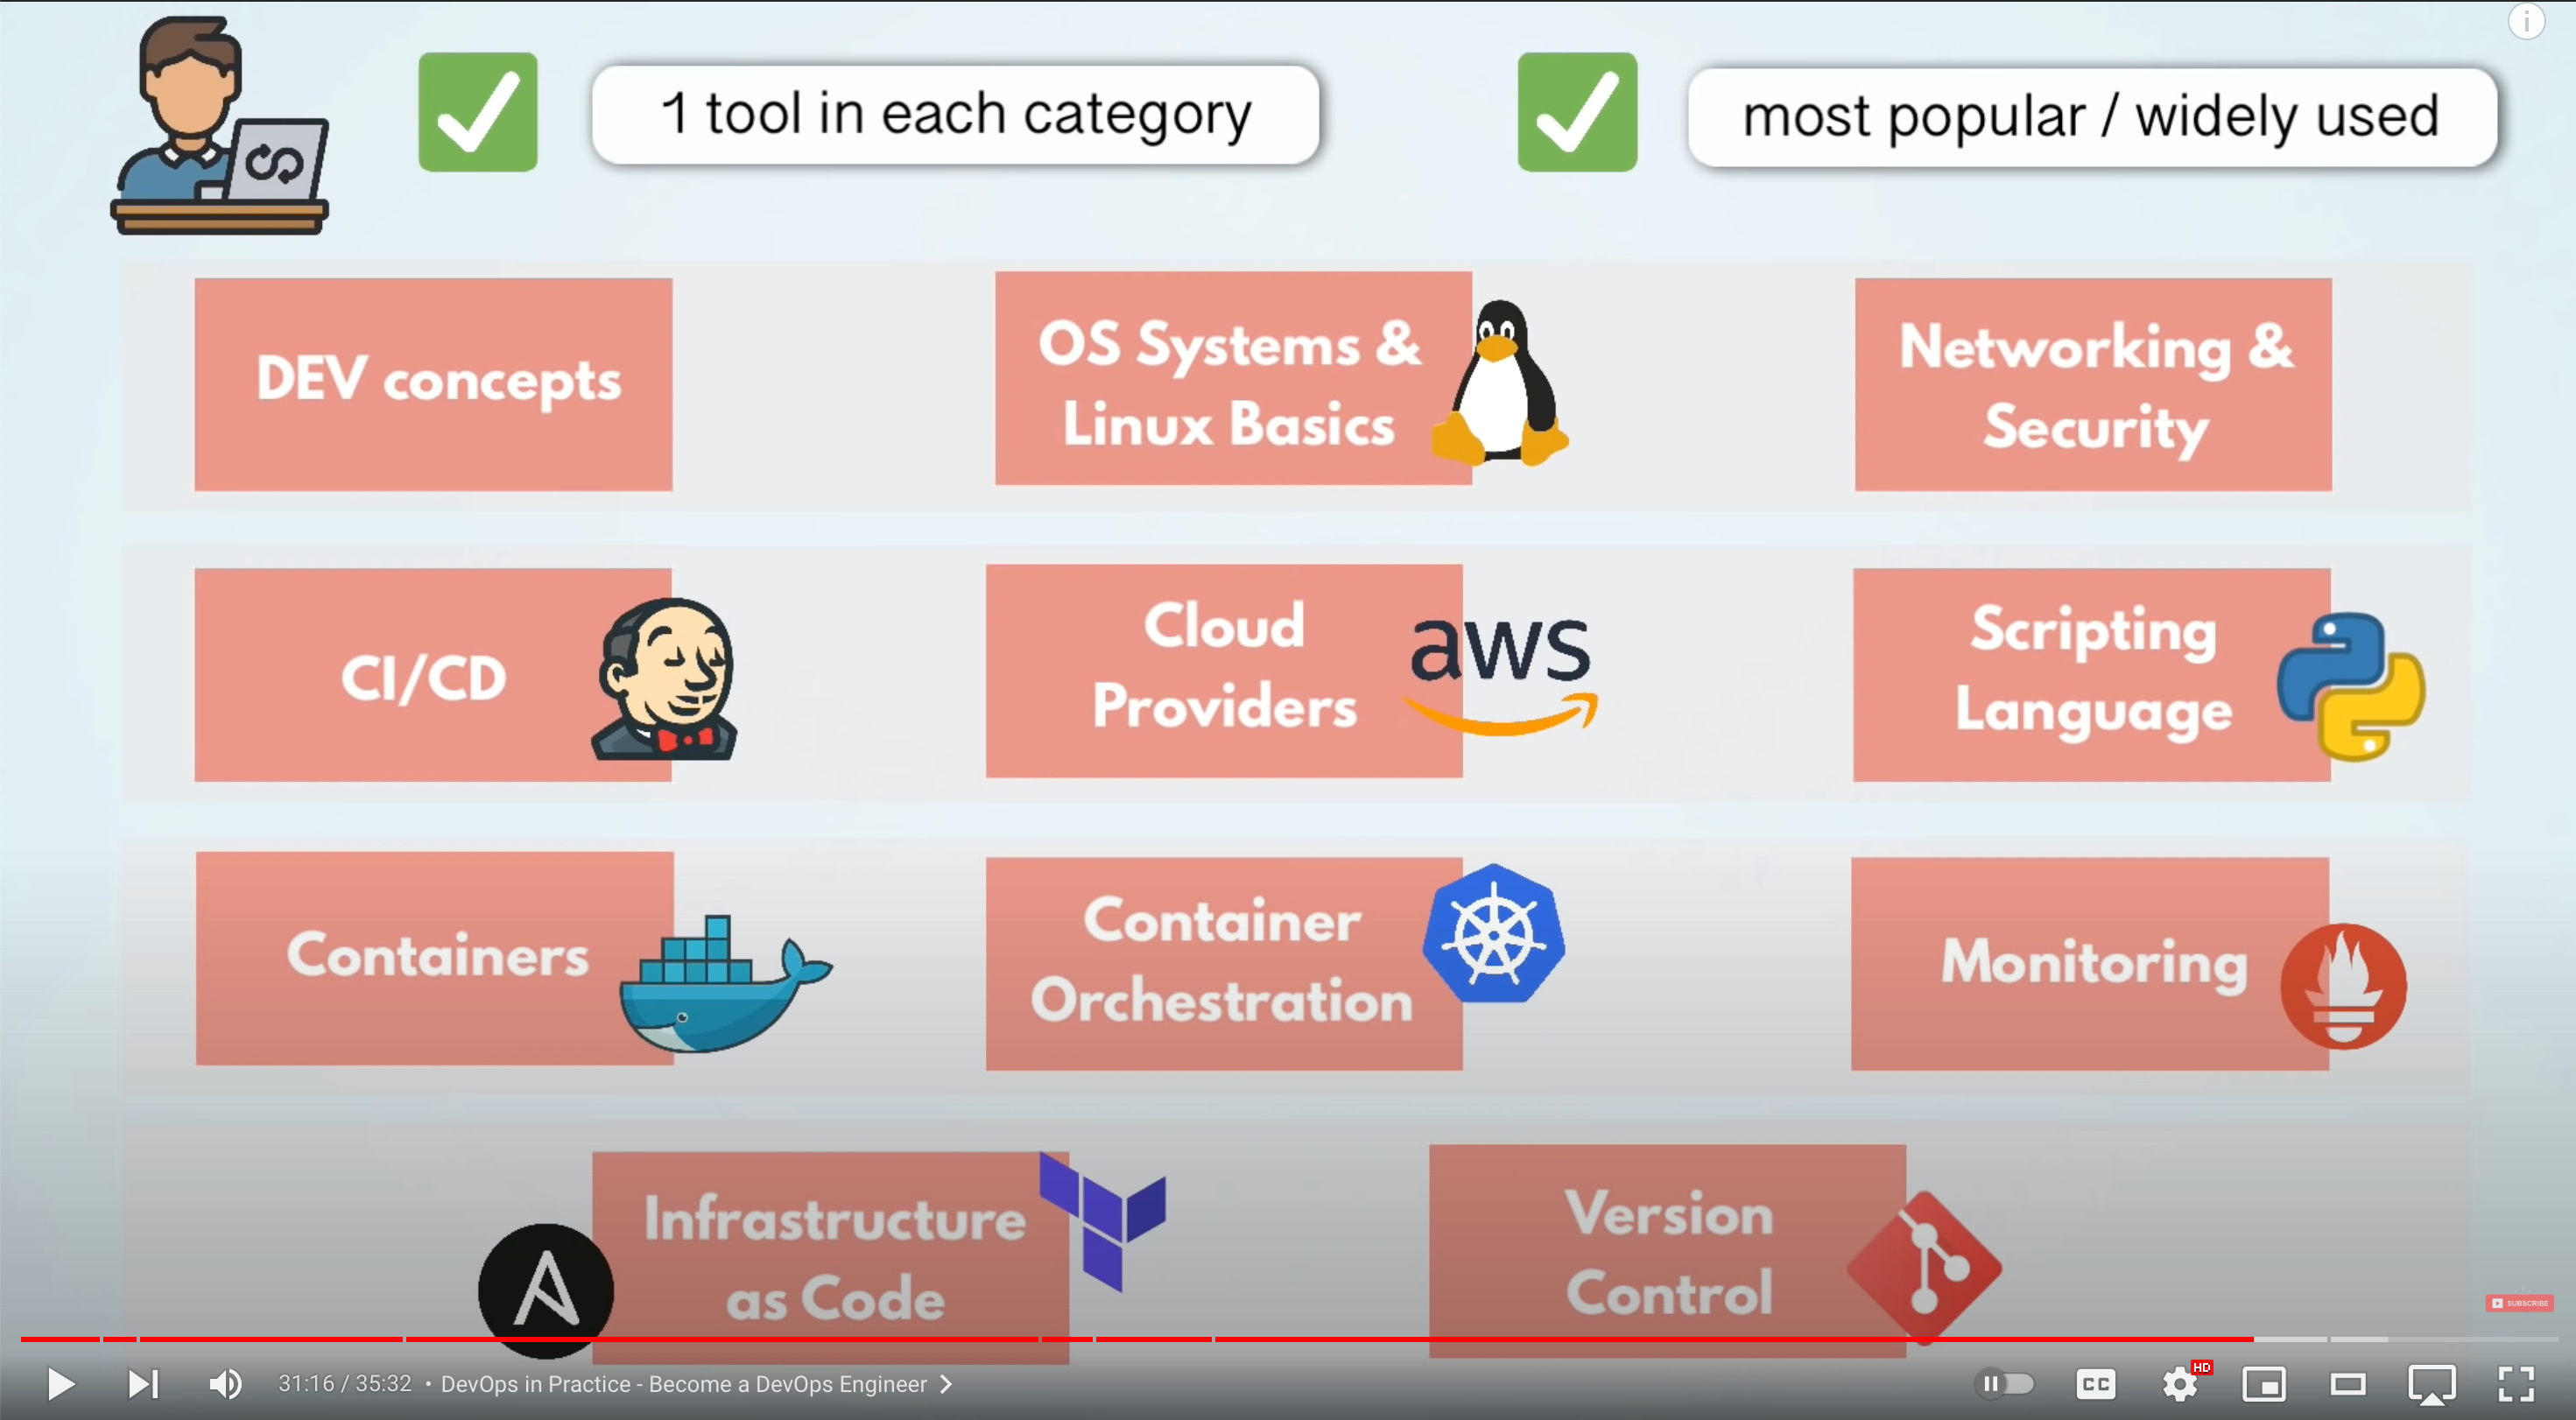 1 tool in each category
most popular / widely used
DEV concepts
OS Systems &
Linux Basics
Networking &
Security
CI/CD
Cloud
Providers
aws
Scripting
Language
Containers
Container
Orchestration
Monitoring
Infrastructure
as Code
Version
Control
SUBSCRIBE
31:16 / 35:32 • DevOps in Practice - Become a DevOps Engineer
CC
HD